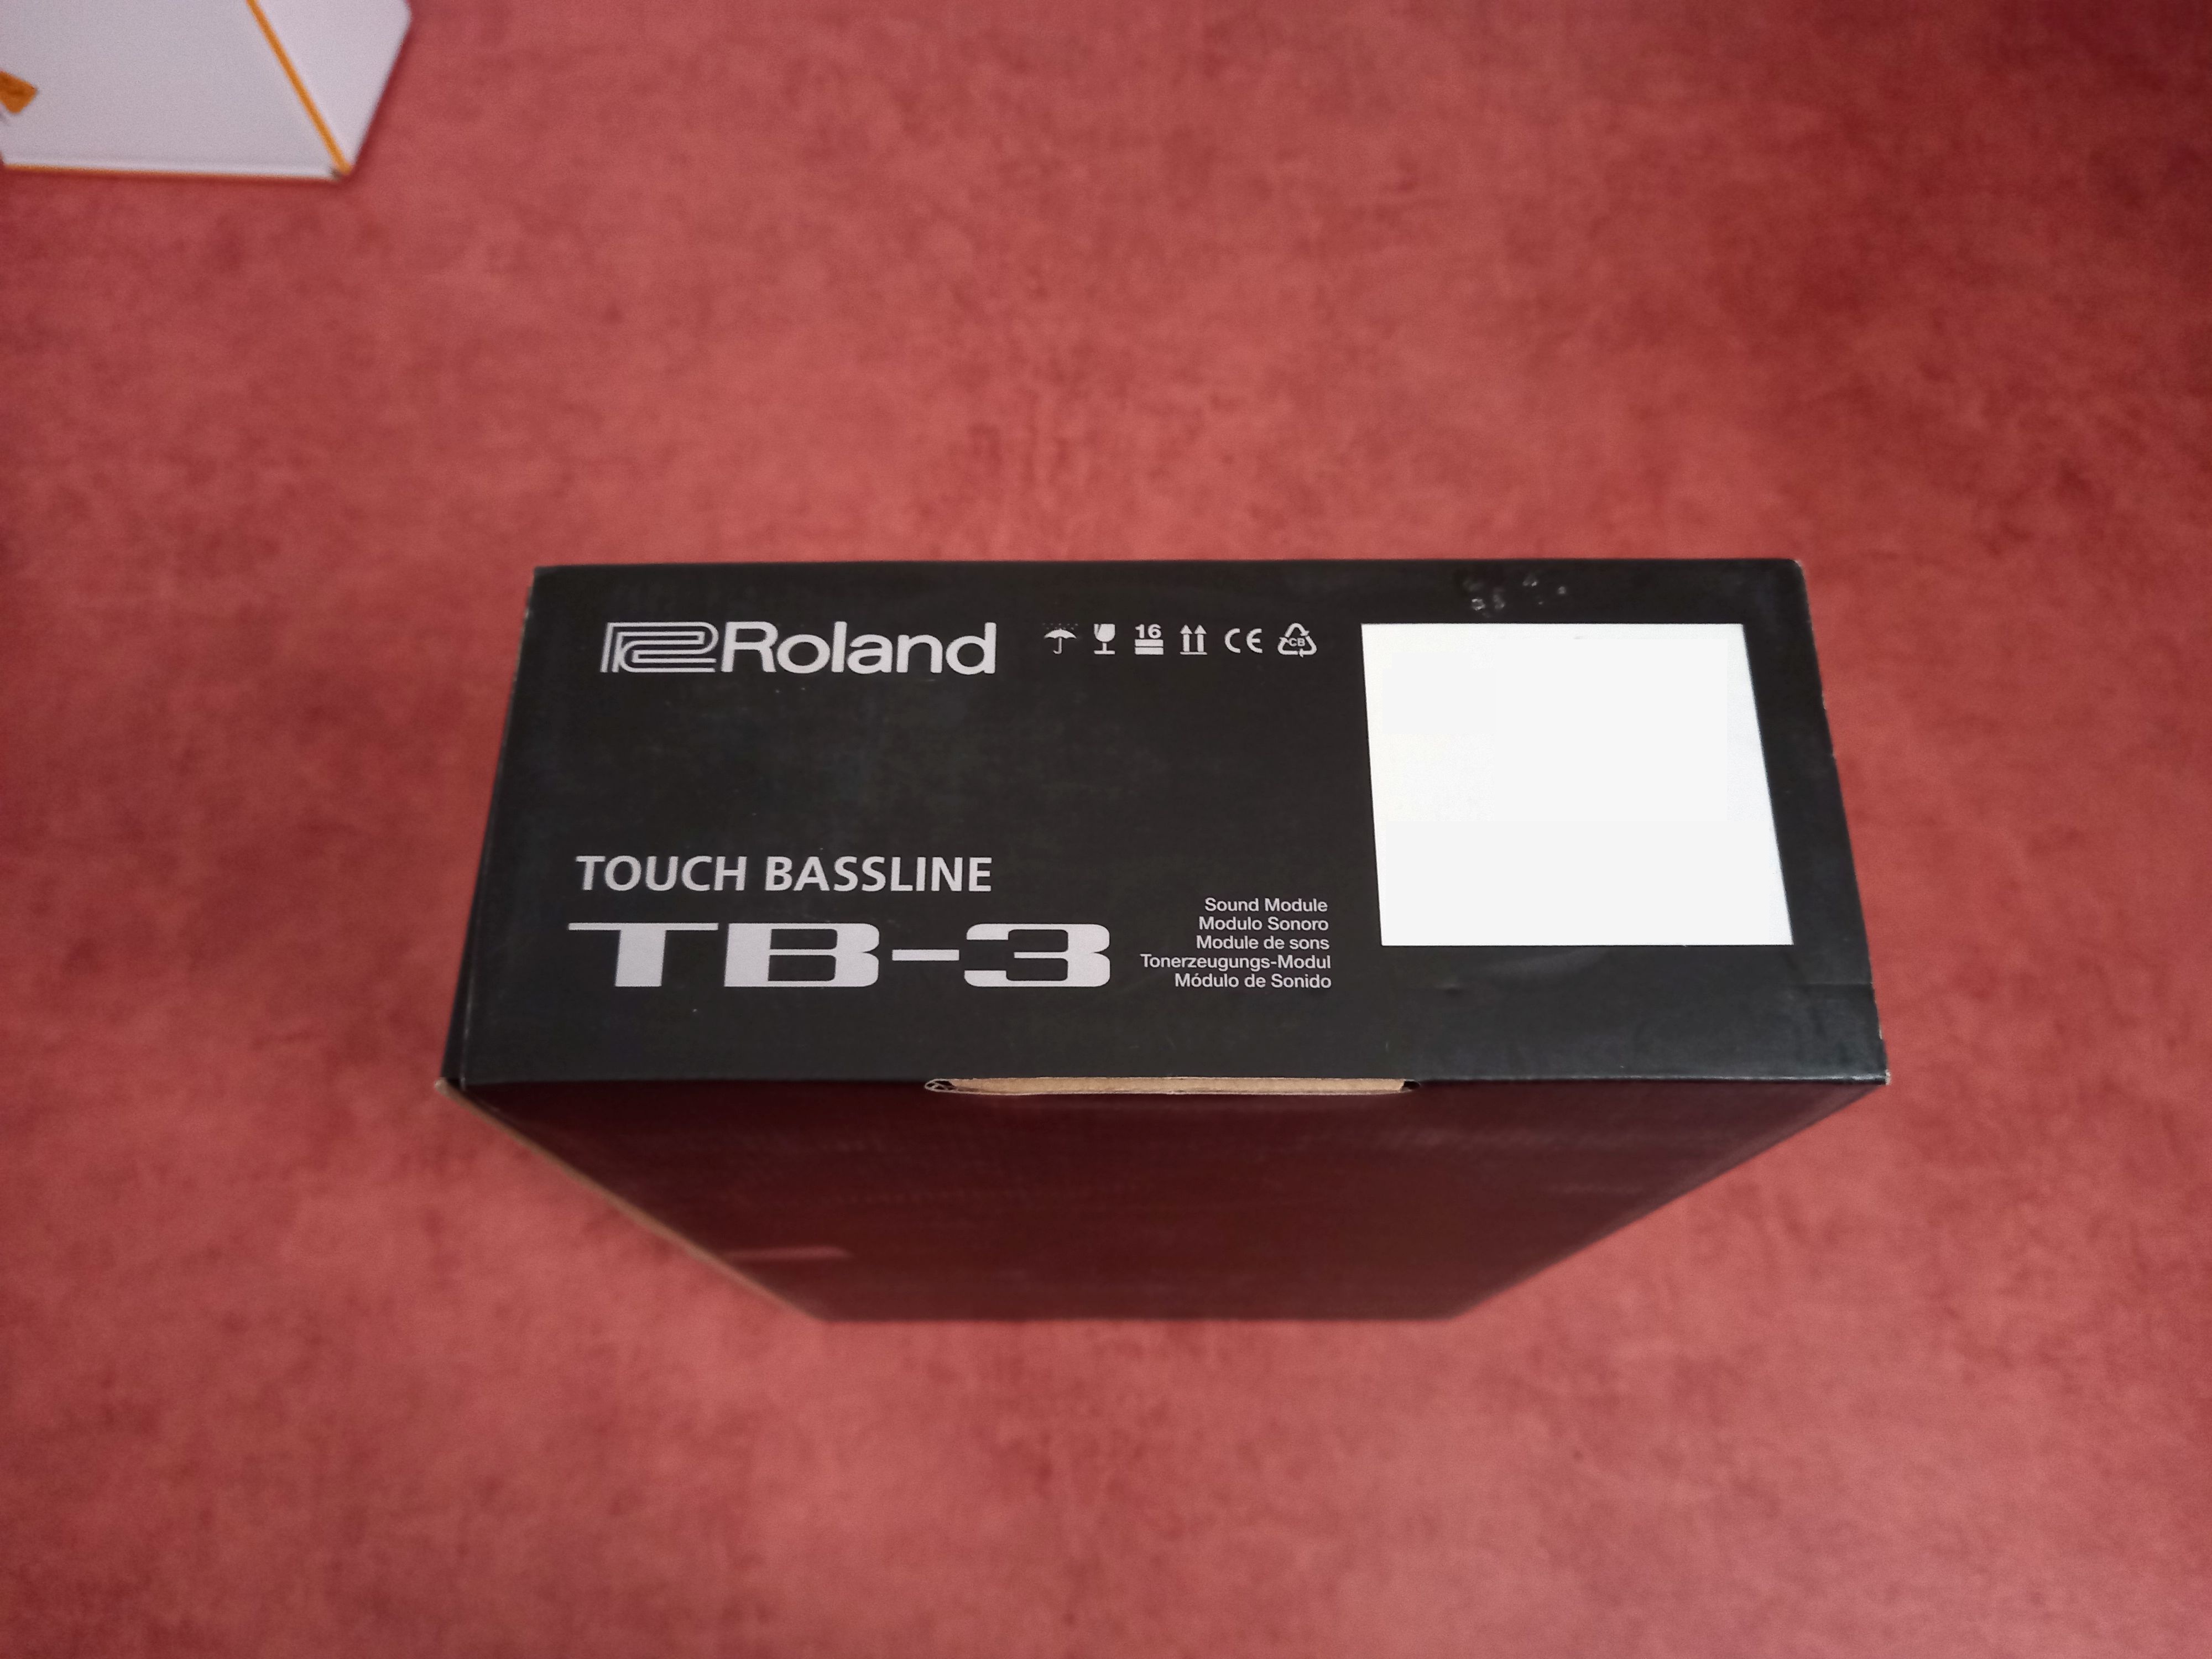 Roland
16
CE
CB
TOUCH BASSLINE
TB-3
Sound Module
Modulo Sonoro
Module de sons
Tonerzeugungs-Modul
Módulo de Sonido